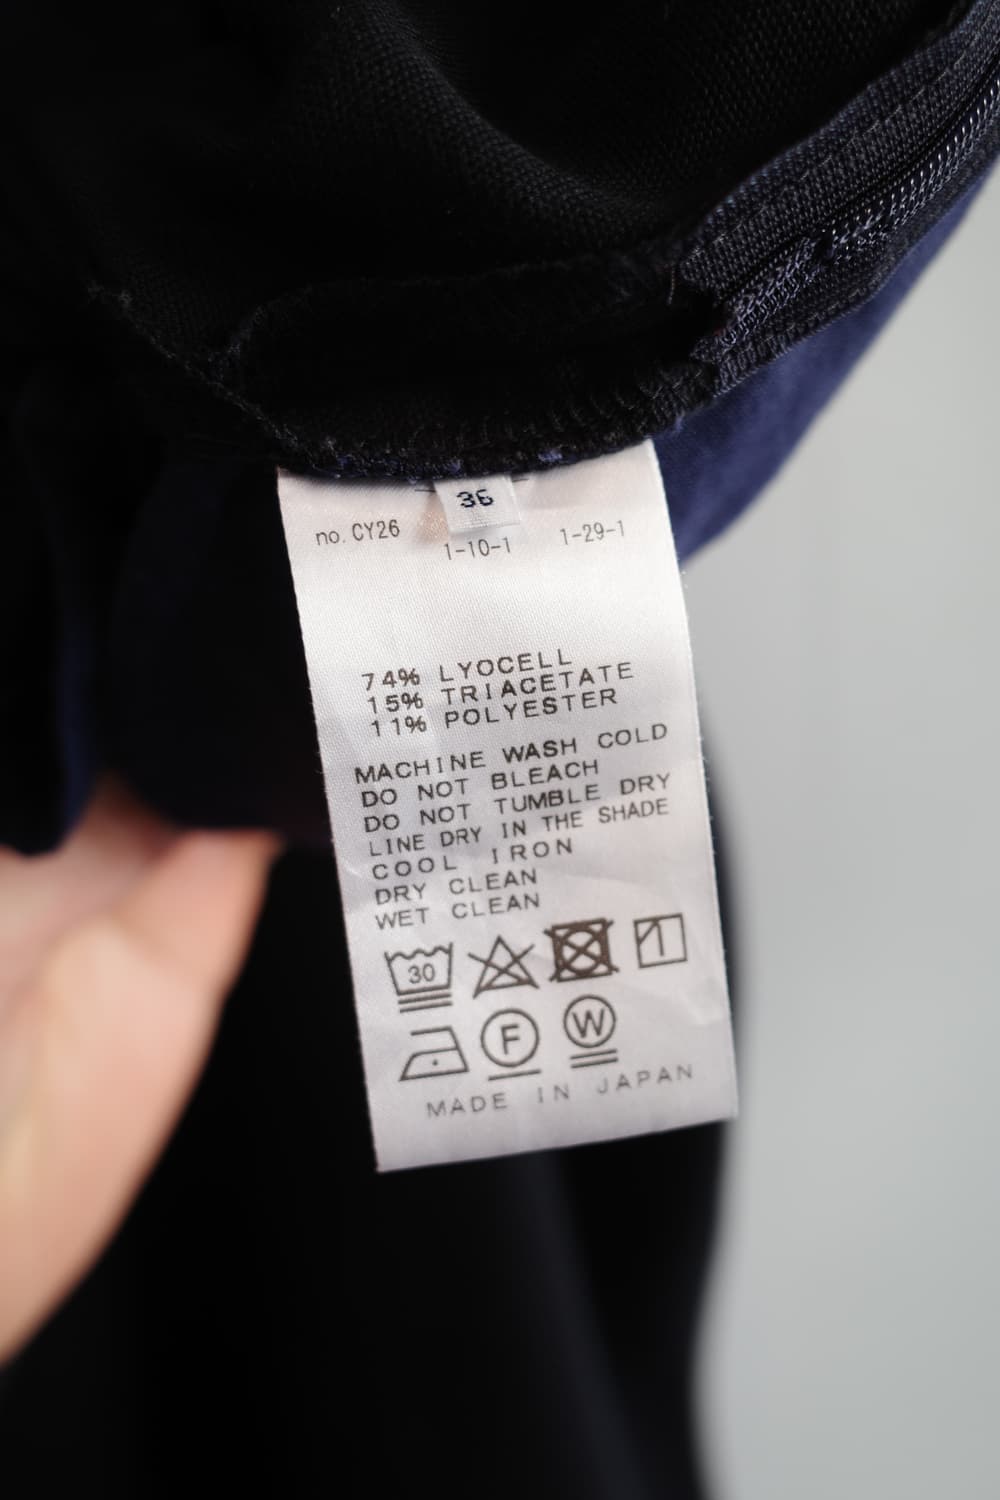 36
no. CY26
1-10-1
1-29-1
74% LYOCELL
15% TRIACETATE
11% POLYESTER
MACHINE WASH COLD
DO NOT BLEACH
DO NOT TUMBLE DRY
LINE DRY IN THE SHADE
COOL IRON
DRY CLEAN
WET CLEAN
30
F W
MADE IN JAPAN